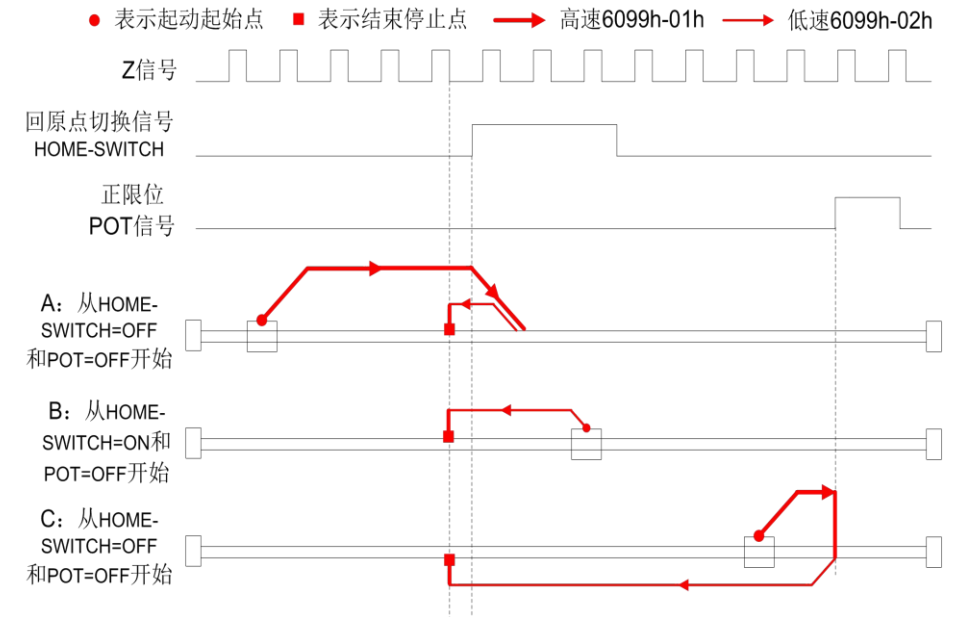 表示起动起始点 表示结束停止点 高速6099h-01h 低速6099h-02h
Z信号
回原点切换信号
HOME-SWITCH
正限位
POT信号
A：从HOME-
SWITCH=OFF
和POT=OFF开始
B：从HOME-
SWITCH=ON和
POT=OFF开始
C：从HOME-
SWITCH=OFF
和POT=OFF开始